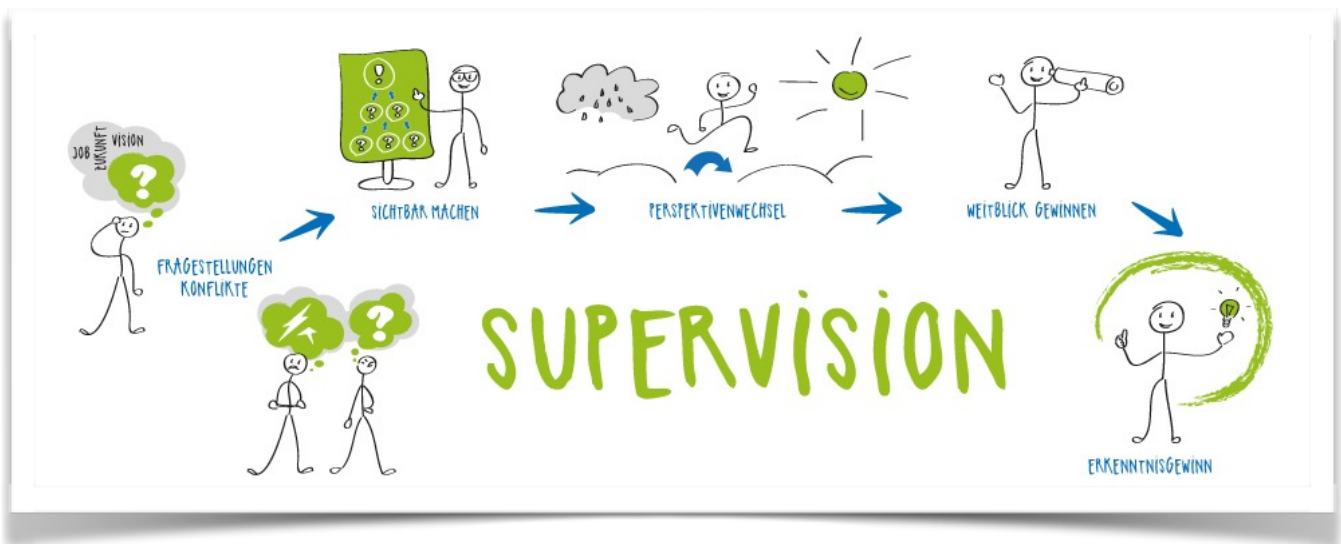 JOB
ZUKUNFT
VISION
?
FRAGESTELLUNGEN
KONFLIKTE
?
!
? ?
? ? ?
SICHTBAR MACHEN
PERSPEKTIVENWECHSEL
WEITBLICK GEWINNEN
ERKENNTNISGEWINN
SUPERVISION